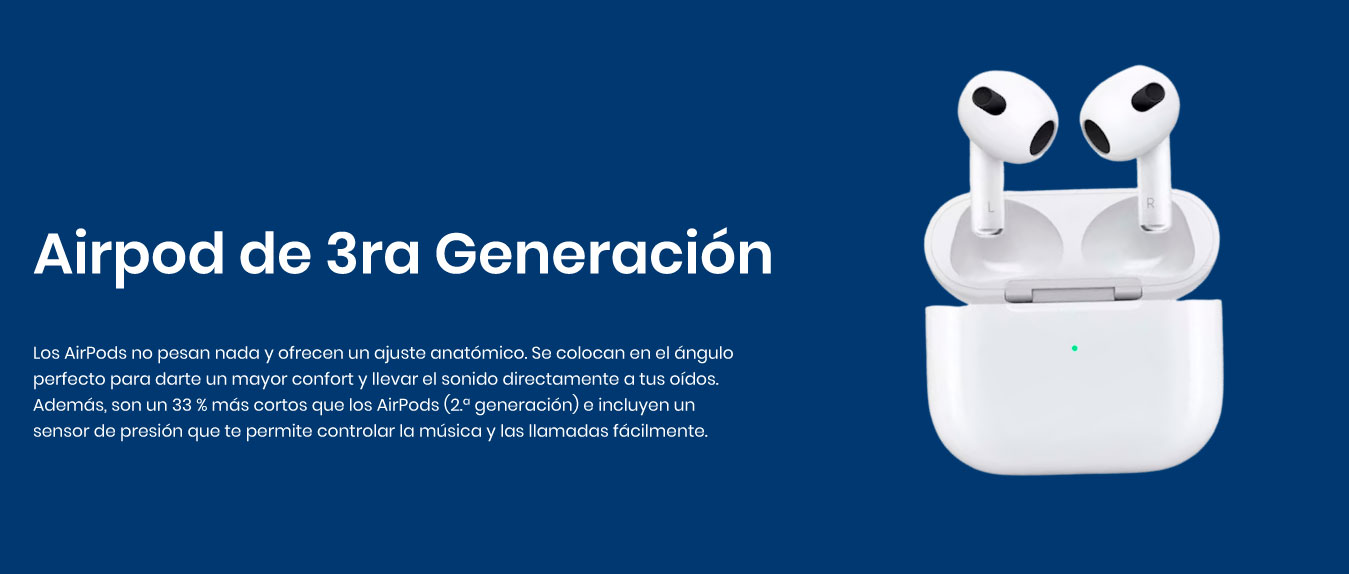 Airpod de 3ra Generación
Los AirPods no pesan nada y ofrecen un ajuste anatómico. Se colocan en el ángulo
perfecto para darte un mayor confort y llevar el sonido directamente a tus oídos.
Además, son un 33 % más cortos que los AirPods (2.ª generación) e incluyen un
sensor de presión que te permite controlar la música y las llamadas fácilmente.
L
R